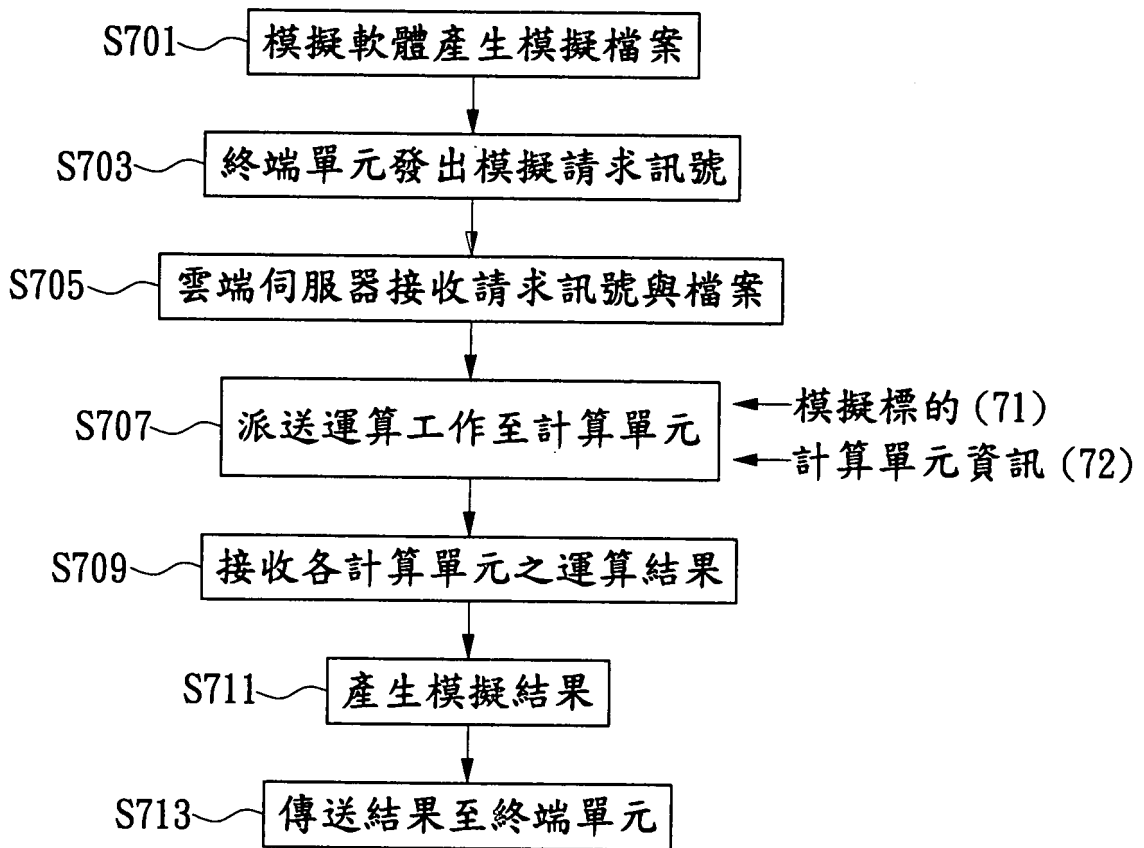 S701 模擬軟體產生模擬檔案
S703 終端單元發出模擬請求訊號
S705 雲端伺服器接收請求訊號與檔案
S707 派送運算工作至計算單元
模擬標的 (71)
計算單元資訊 (72)
S709 接收各計算單元之運算結果
S711 產生模擬結果
S713 傳送結果至終端單元